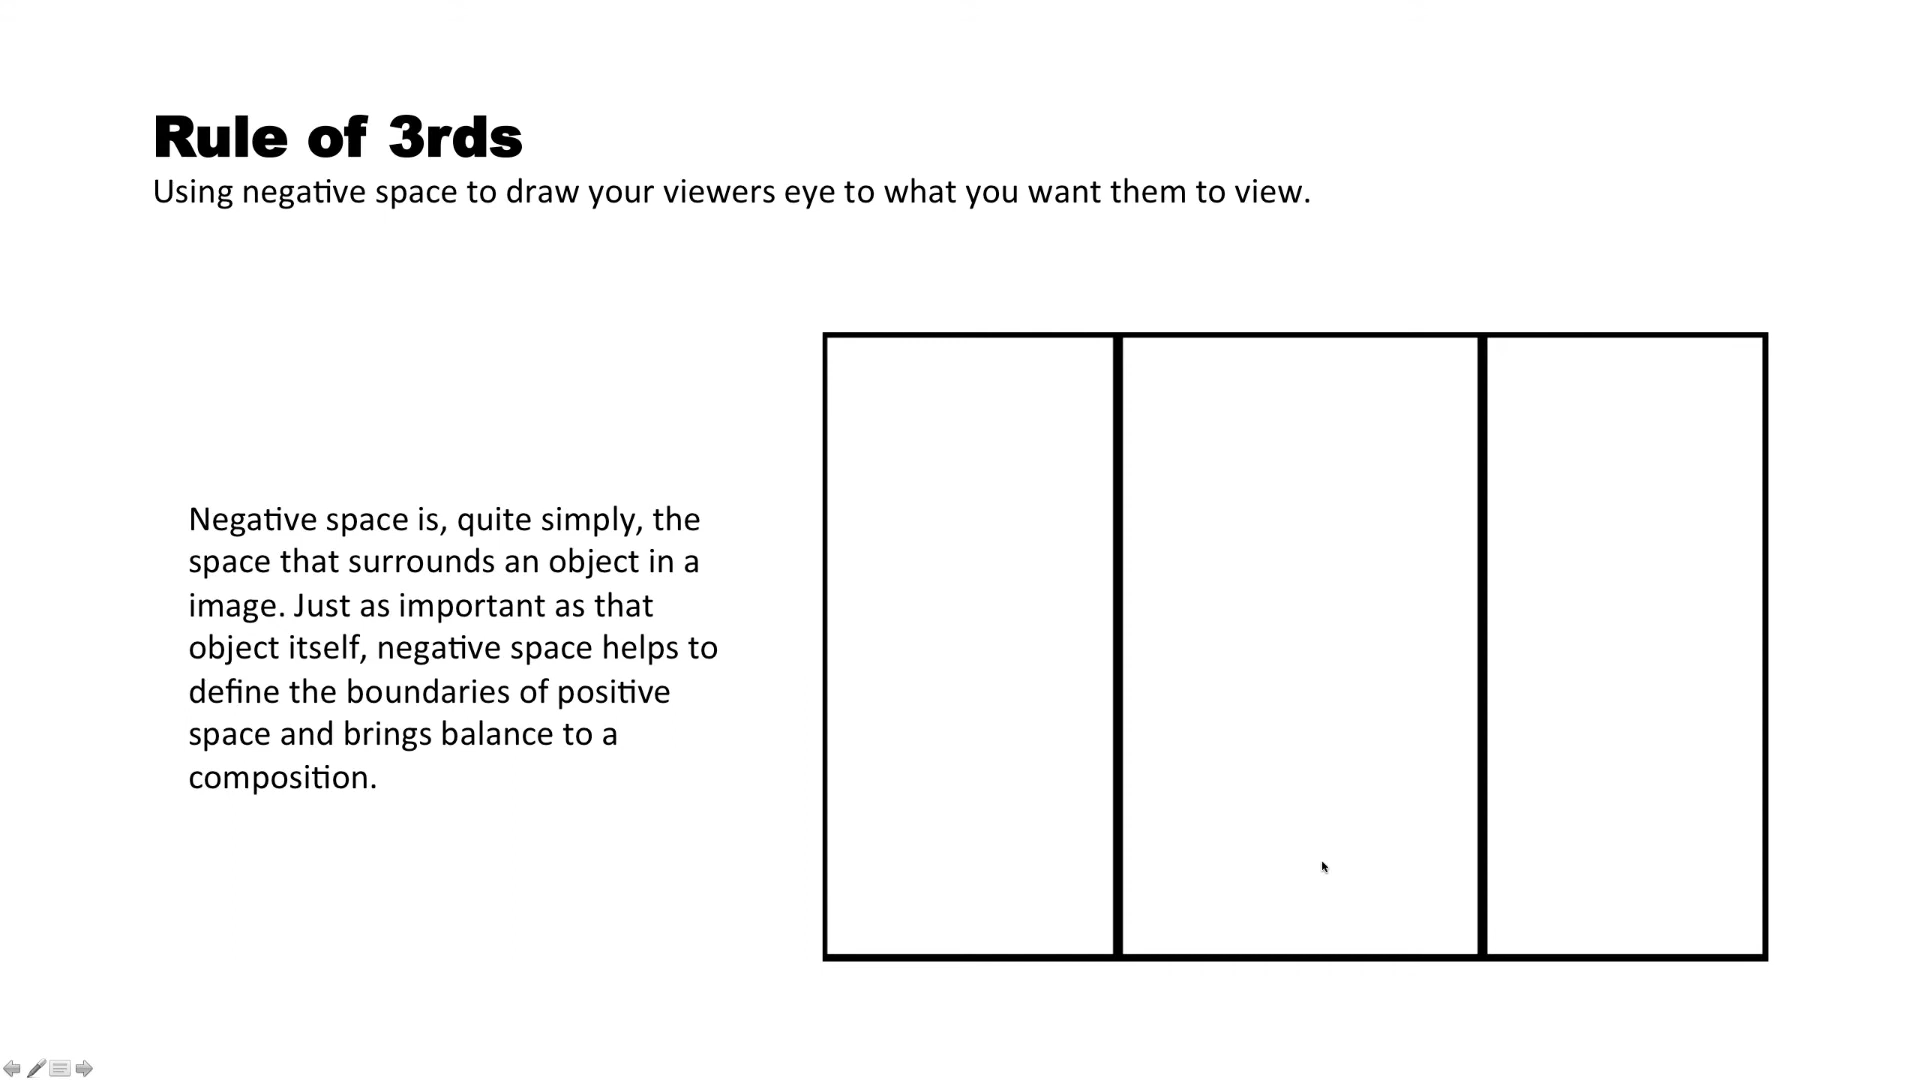 Rule of 3rds
Using negative space to draw your viewers eye to what you want them to view.
Negative space is, quite simply, the
space that surrounds an object in a
image. Just as important as that
object itself, negative space helps to
define the boundaries of positive
space and brings balance to a
composition.